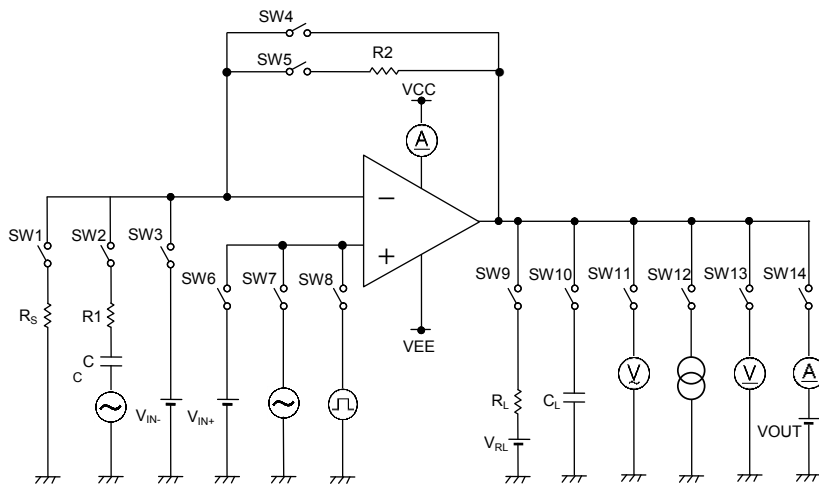 SW4
SW5
R2
VCC
A
−
+
VEE
SW1
SW2
SW3
SW6
SW7
SW8
SW9
SW10
SW11
SW12
SW13
SW14
RS
R1
C
C
VIN-
VIN+
RL
VRL
CL
V
V
A
VOUT